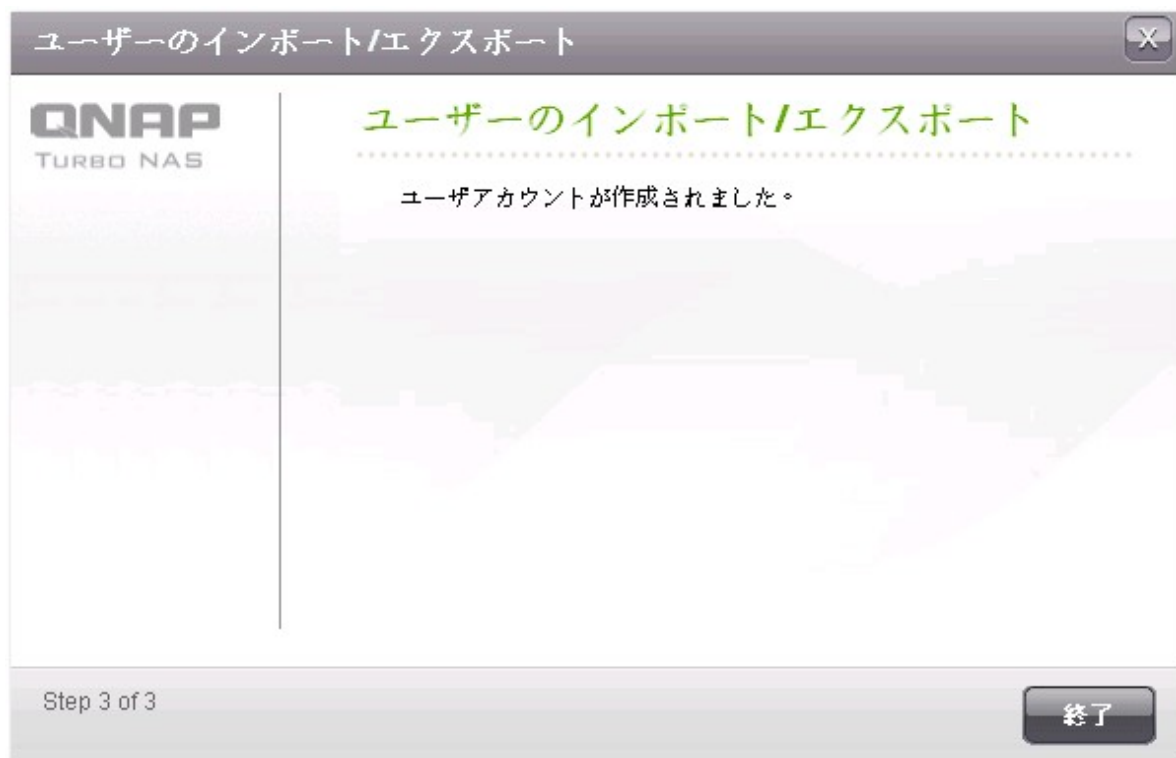 ユーザーのインポート/エクスポート
X
QNAP
TURBO NAS
ユーザーのインポート/エクスポート
ユーザアカウントが作成されました。
Step 3 of 3
終了